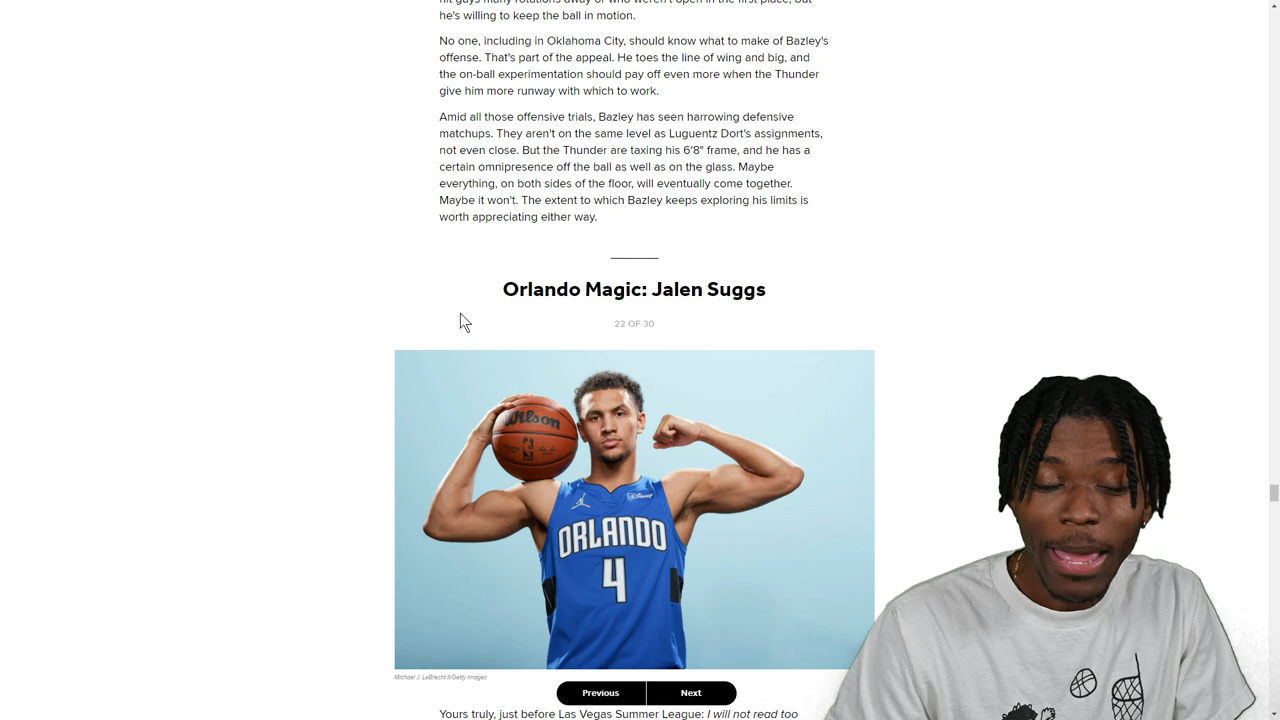 he's willing to keep the ball in motion.
No one, including in Oklahoma City, should know what to make of Bazley's
offense. That's part of the appeal. He toes the line of wing and big, and
the on-ball experimentation should pay off even more when the Thunder
give him more runway with which to work.
Amid all those offensive trials, Bazley has seen harrowing defensive
matchups. They aren't on the same level as Luguentz Dort's assignments,
not even close. But the Thunder are taxing his 6'8" frame, and he has a
certain omnipresence off the ball as well as on the glass. Maybe
everything, on both sides of the floor, will eventually come together.
Maybe it won't. The extent to which Bazley keeps exploring his limits is
worth appreciating either way.
Orlando Magic: Jalen Suggs
22 OF 30
Wilson
Disney
ORLANDO
4
Michael J. LeBrecht II/Getty Images
Previous
Next
Yours truly, just before Las Vegas Summer League: I will not read too